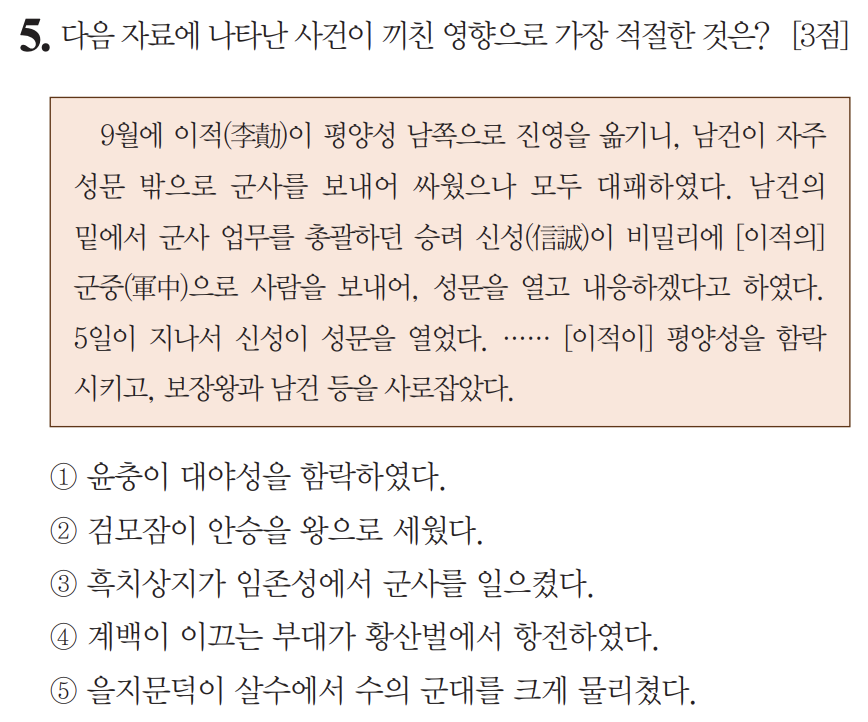 5. 다음 자료에 나타난 사건이 끼친 영향으로 가장 적절한 것은? [3점]
9월에 이적(李勣)이 평양성 남쪽으로 진영을 옮기니, 남건이 자주
성문 밖으로 군사를 보내어 싸웠으나 모두 대패하였다. 남건의
밑에서 군사 업무를 총괄하던 승려 신성(信誠)이 비밀리에 [이적의]
군중(軍中)으로 사람을 보내어, 성문을 열고 내응하겠다고 하였다.
5일이 지나서 신성이 성문을 열었다. …… [이적이] 평양성을 함락
시키고, 보장왕과 남건 등을 사로잡았다.
① 윤충이 대야성을 함락하였다.
② 검모잠이 안승을 왕으로 세웠다.
③ 흑치상지가 임존성에서 군사를 일으켰다.
④ 계백이 이끄는 부대가 황산벌에서 항전하였다.
⑤ 을지문덕이 살수에서 수의 군대를 크게 물리쳤다.